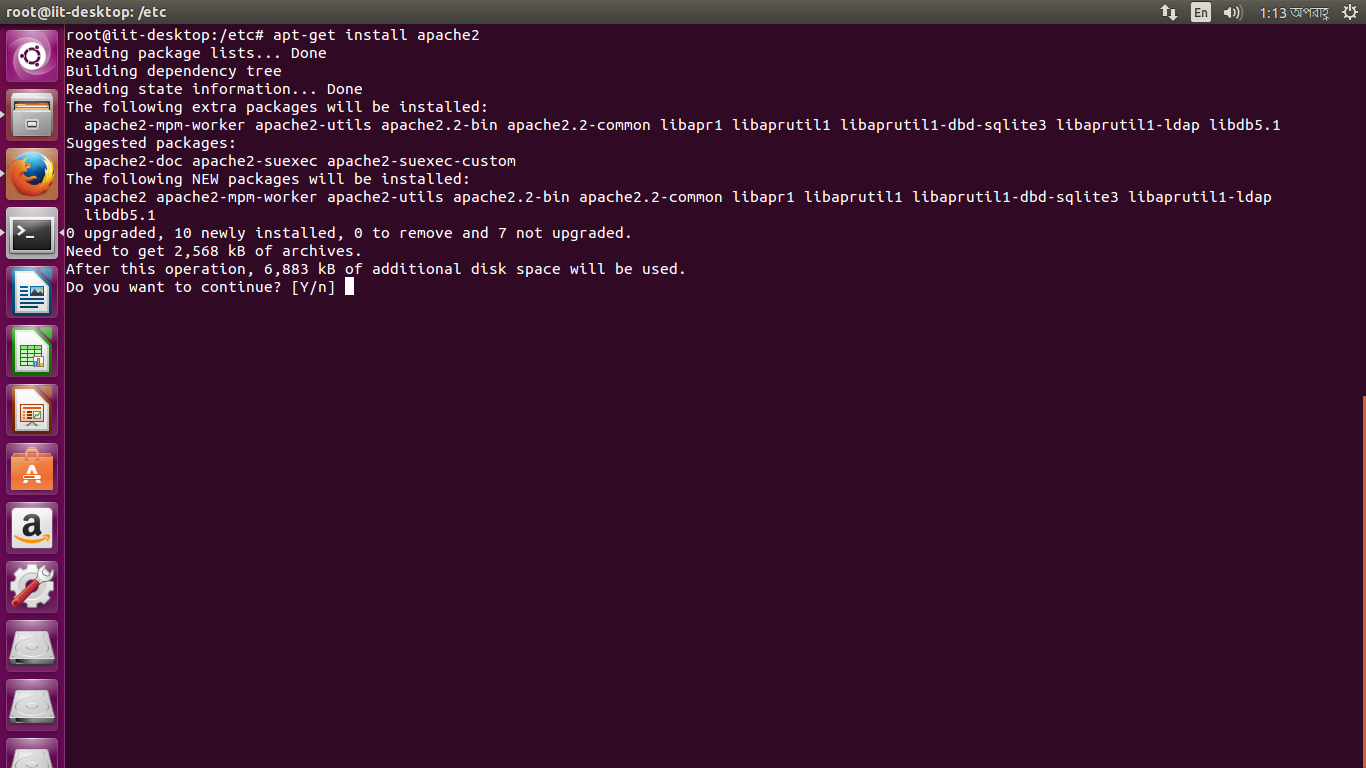 root@iit-desktop: /etc
En
1:13 অপরাহ্ণ
root@iit-desktop:/etc# apt-get install apache2
Reading package lists... Done
Building dependency tree
Reading state information... Done
The following extra packages will be installed:
apache2-mpm-worker apache2-utils apache2.2-bin apache2.2-common libapr1 libaprutil1 libaprutil1-dbd-sqlite3 libaprutil1-ldap libdb5.1
Suggested packages:
apache2-doc apache2-suexec apache2-suexec-custom
The following NEW packages will be installed:
apache2 apache2-mpm-worker apache2-utils apache2.2-bin apache2.2-common libapr1 libaprutil1 libaprutil1-dbd-sqlite3 libaprutil1-ldap
libdb5.1
0 upgraded, 10 newly installed, 0 to remove and 7 not upgraded.
Need to get 2,568 kB of archives.
After this operation, 6,883 kB of additional disk space will be used.
Do you want to continue? [Y/n]